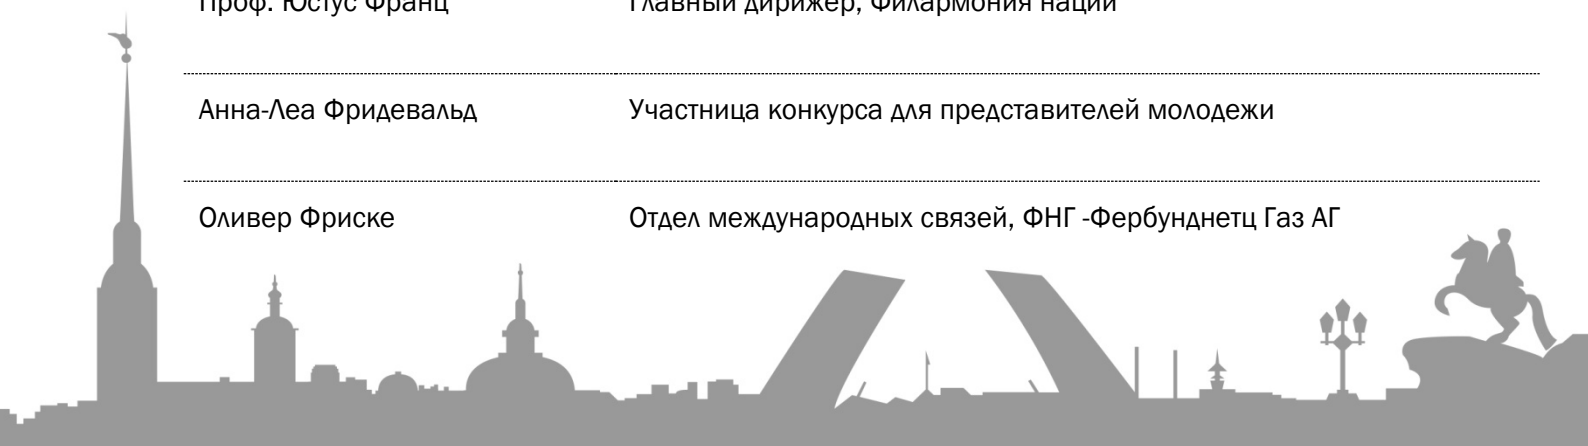 Проф. Юстус Франц Главный дирижер, Филармония наций
Анна-Леа Фридевальд Участница конкурса для представителей молодежи
Оливер Фриске Отдел международных связей, ФНГ -Фербунднетц Газ АГ